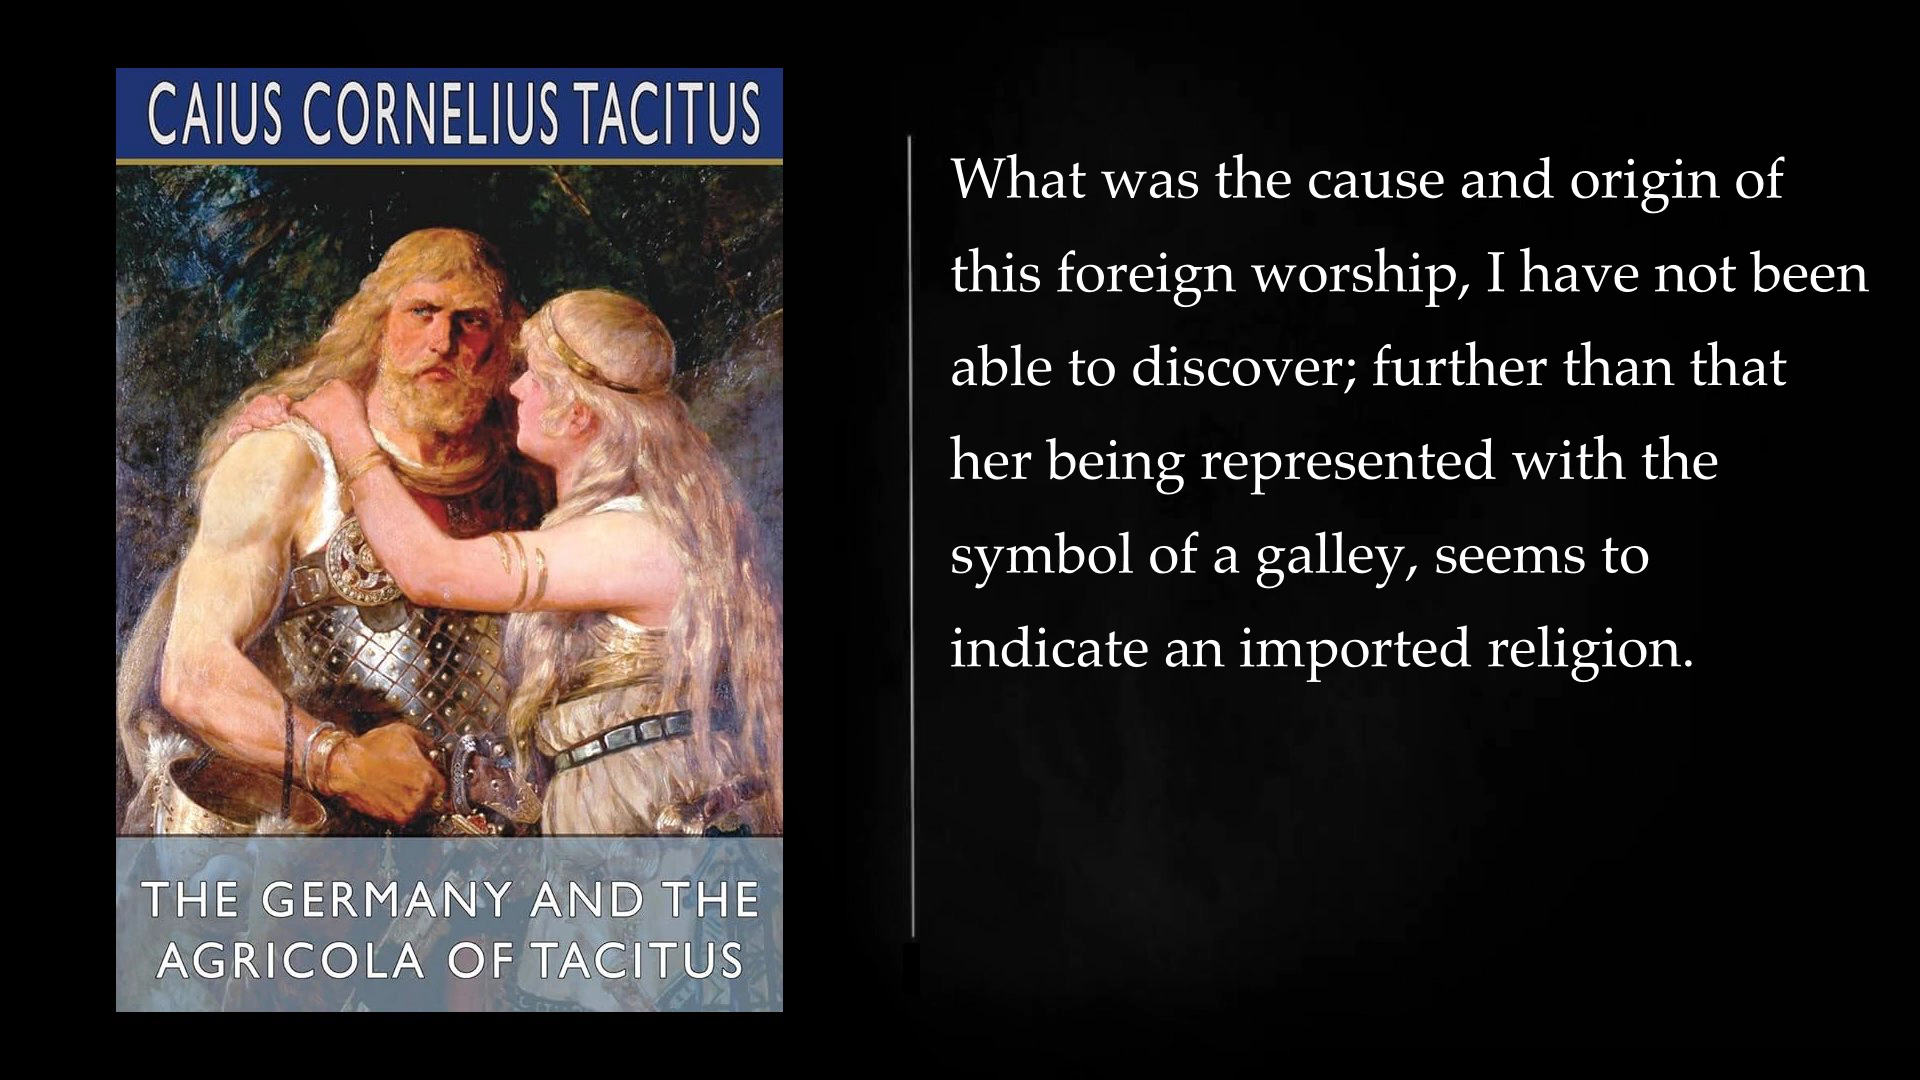 CAIUS CORNELIUS TACITUS
THE GERMANY AND THE
AGRICOLA OF TACITUS
What was the cause and origin of
this foreign worship, I have not been
able to discover; further than that
her being represented with the
symbol of a galley, seems to
indicate an imported religion.